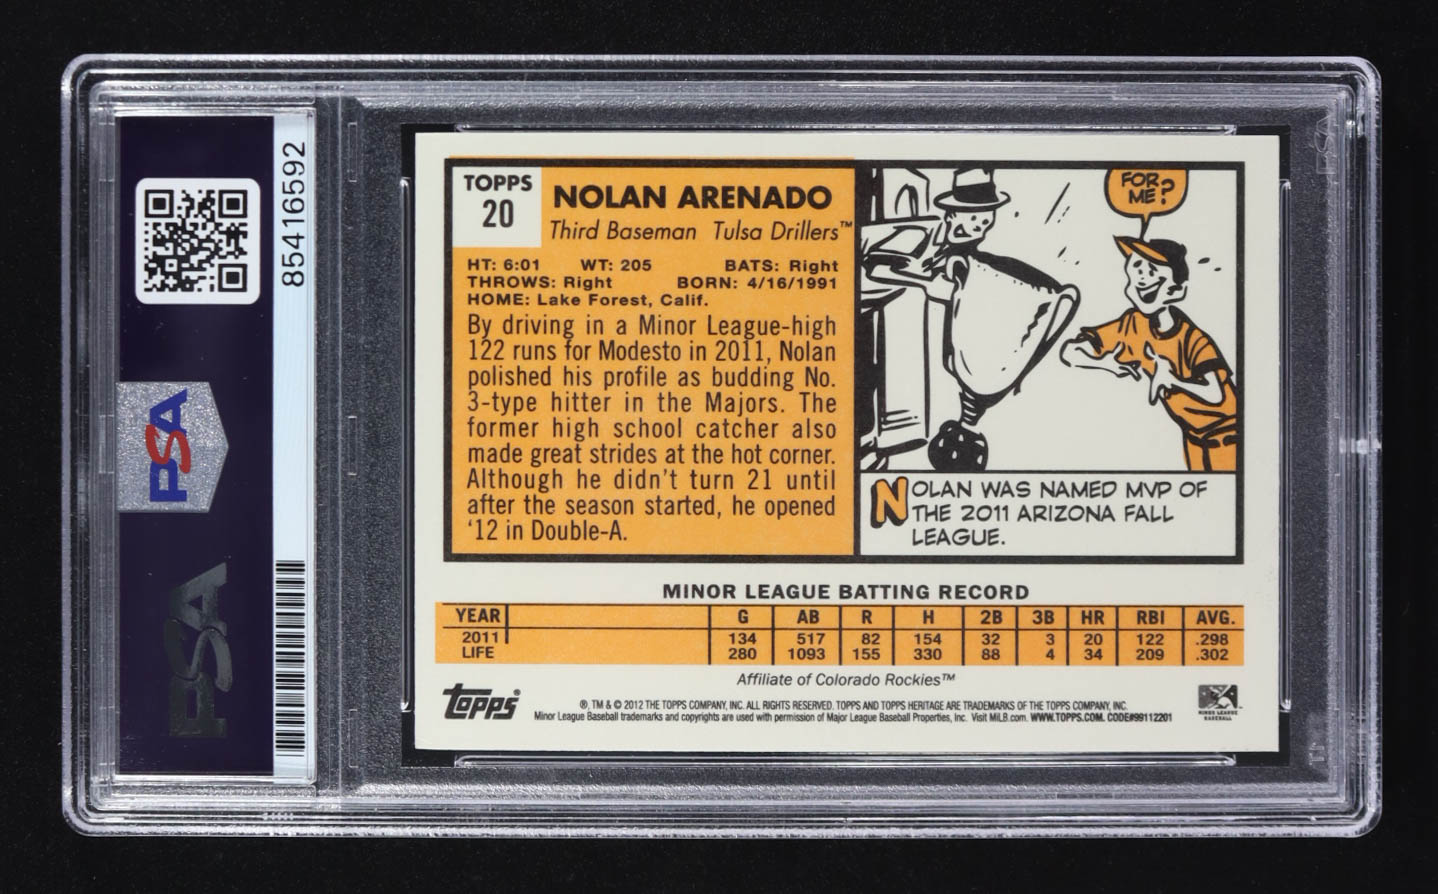 85416592
PSA
PSA
TOPPS
20
NOLAN ARENADO
Third Baseman Tulsa Drillers™
HT: 6:01 WT: 205 BATS: Right
THROWS: Right BORN: 4/16/1991
HOME: Lake Forest, Calif.
By driving in a Minor League-high
122 runs for Modesto in 2011, Nolan
polished his profile as budding No.
3-type hitter in the Majors. The
former high school catcher also
made great strides at the hot corner.
Although he didn't turn 21 until
after the season started, he opened
'12 in Double-A.
FOR
ME?
NOLAN WAS NAMED MVP OF
THE 2011 ARIZONA FALL
LEAGUE.
MINOR LEAGUE BATTING RECORD
YEAR G AB R H 2B 3B HR RBI AVG.
2011 134 517 82 154 32 3 20 122 .298
LIFE 280 1093 155 330 88 4 34 209 .302
Affiliate of Colorado Rockies™
Topps®
®, TM & © 2012 THE TOPPS COMPANY, INC. ALL RIGHTS RESERVED. TOPPS AND TOPPS HERITAGE ARE TRADEMARKS OF THE TOPPS COMPANY, INC.
Minor League Baseball trademarks and copyrights are used with permission of Major League Baseball Properties, Inc. Visit MiLB.com. WWW.TOPPS.COM. CODE#99112201
MINOR LEAGUE
BASEBALL